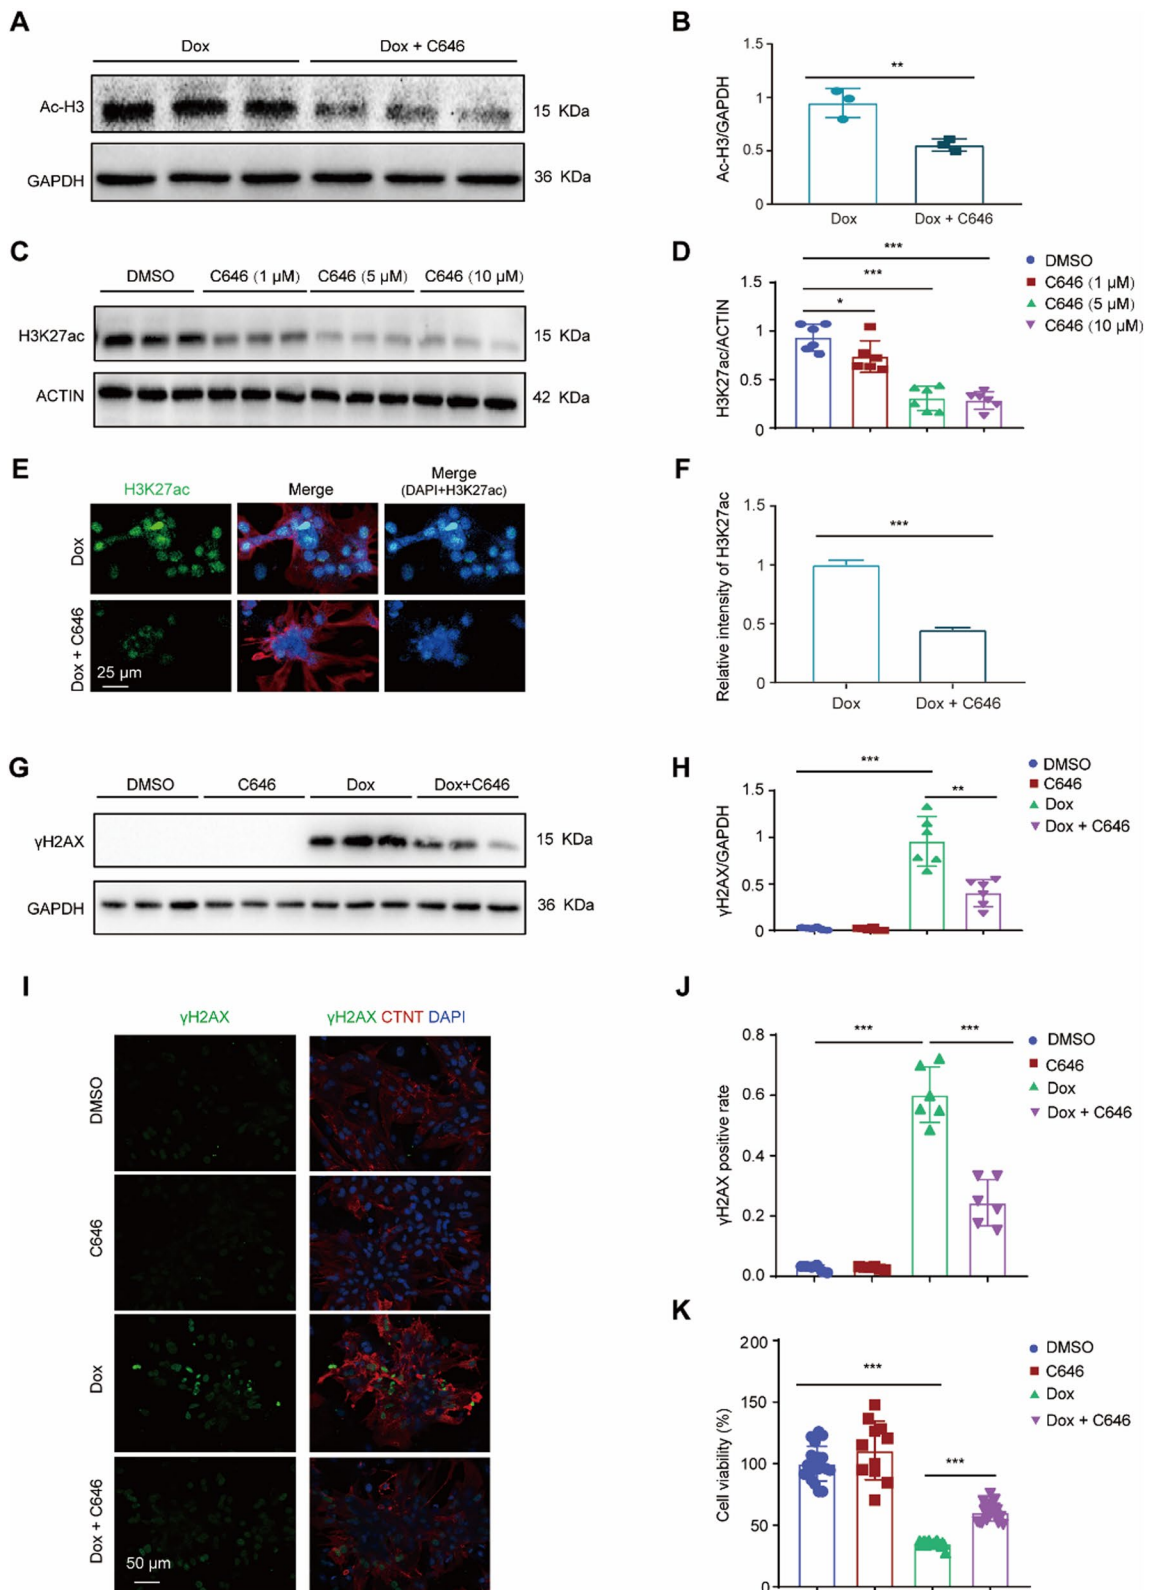 A
Dox
Dox + C646
Ac-H3
15 KDa
GAPDH
36 KDa
B
1.5
1
0.5
0
Ac-H3/GAPDH
**
Dox
Dox + C646
C
DMSO
C646 (1 μM)
C646 (5 μM)
C646 (10 μM)
H3K27ac
15 KDa
ACTIN
42 KDa
D
1.5
1
0.5
0
H3K27ac/ACTIN
***
***
*
DMSO
C646 (1 μM)
C646 (5 μM)
C646 (10 μM)
E
H3K27ac
Merge
Merge
(DAPI+H3K27ac)
Dox
Dox + C646
25 μm
F
1.5
1
0.5
0
Relative intensity of H3K27ac
***
Dox
Dox + C646
G
DMSO
C646
Dox
Dox+C646
γH2AX
15 KDa
GAPDH
36 KDa
H
1.5
1
0.5
0
γH2AX/GAPDH
***
**
DMSO
C646
Dox
Dox + C646
I
γH2AX
γH2AX CTNT DAPI
DMSO
C646
Dox
Dox + C646
50 μm
J
0.8
0.6
0.4
0.2
0.0
γH2AX positive rate
***
***
DMSO
C646
Dox
Dox + C646
K
200
150
100
50
0
Cell viability (%)
***
***
DMSO
C646
Dox
Dox + C646